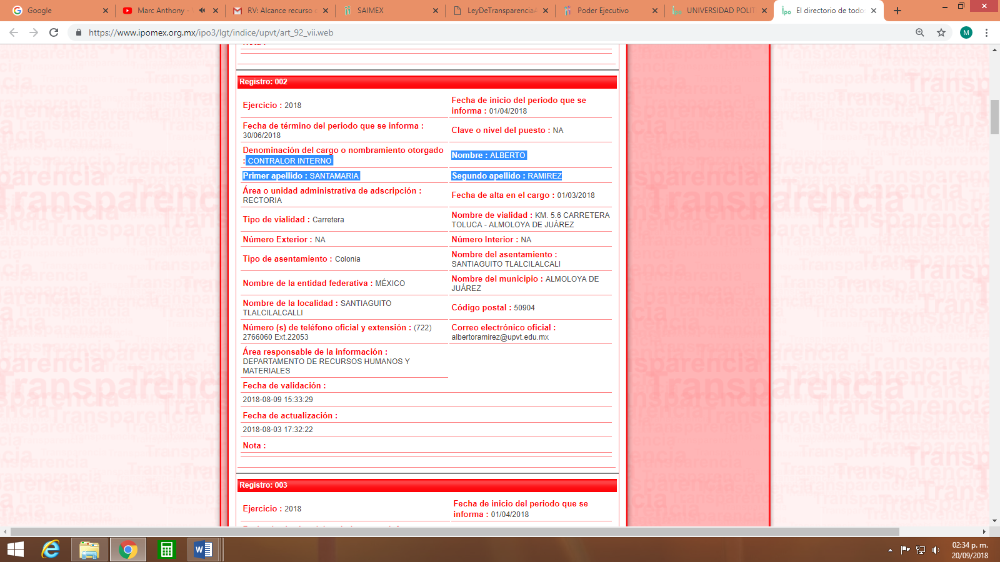 Google
Marc Anthony -
RV: Alcance recurso
SAIMEX
LeyDeTransparencia
Poder Ejecutivo
UNIVERSIDAD POLIT
El directorio de todo
https://www.ipomex.org.mx/ipo3/lgt/indice/upvt/art_92_vii.web
M
Registro: 002
Ejercicio : 2018
Fecha de inicio del periodo que se
informa : 01/04/2018
Fecha de término del periodo que se informa :
30/06/2018
Clave o nivel del puesto : NA
Denominación del cargo o nombramiento otorgado
: CONTRALOR INTERNO
Nombre : ALBERTO
Primer apellido : SANTAMARIA
Segundo apellido : RAMIREZ
Área o unidad administrativa de adscripción :
RECTORIA
Fecha de alta en el cargo : 01/03/2018
Tipo de vialidad : Carretera
Nombre de vialidad : KM. 5.6 CARRETERA
TOLUCA - ALMOLOYA DE JUÁREZ
Número Exterior : NA
Número Interior : NA
Tipo de asentamiento : Colonia
Nombre del asentamiento :
SANTIAGUITO TLALCILALCALI
Nombre de la entidad federativa : MÉXICO
Nombre del municipio : ALMOLOYA DE
JUÁREZ
Nombre de la localidad : SANTIAGUITO
TLALCILALCALLI
Código postal : 50904
Número (s) de teléfono oficial y extensión : (722)
2766060 Ext.22053
Correo electrónico oficial :
albertoramirez@upvt.edu.mx
Área responsable de la información :
DEPARTAMENTO DE RECURSOS HUMANOS Y
MATERIALES
Fecha de validación :
2018-08-09 15:33:29
Fecha de actualización :
2018-08-03 17:32:22
Nota :
Registro: 003
Ejercicio : 2018
Fecha de inicio del periodo que se
informa : 01/04/2018
02:34 p. m.
20/09/2018